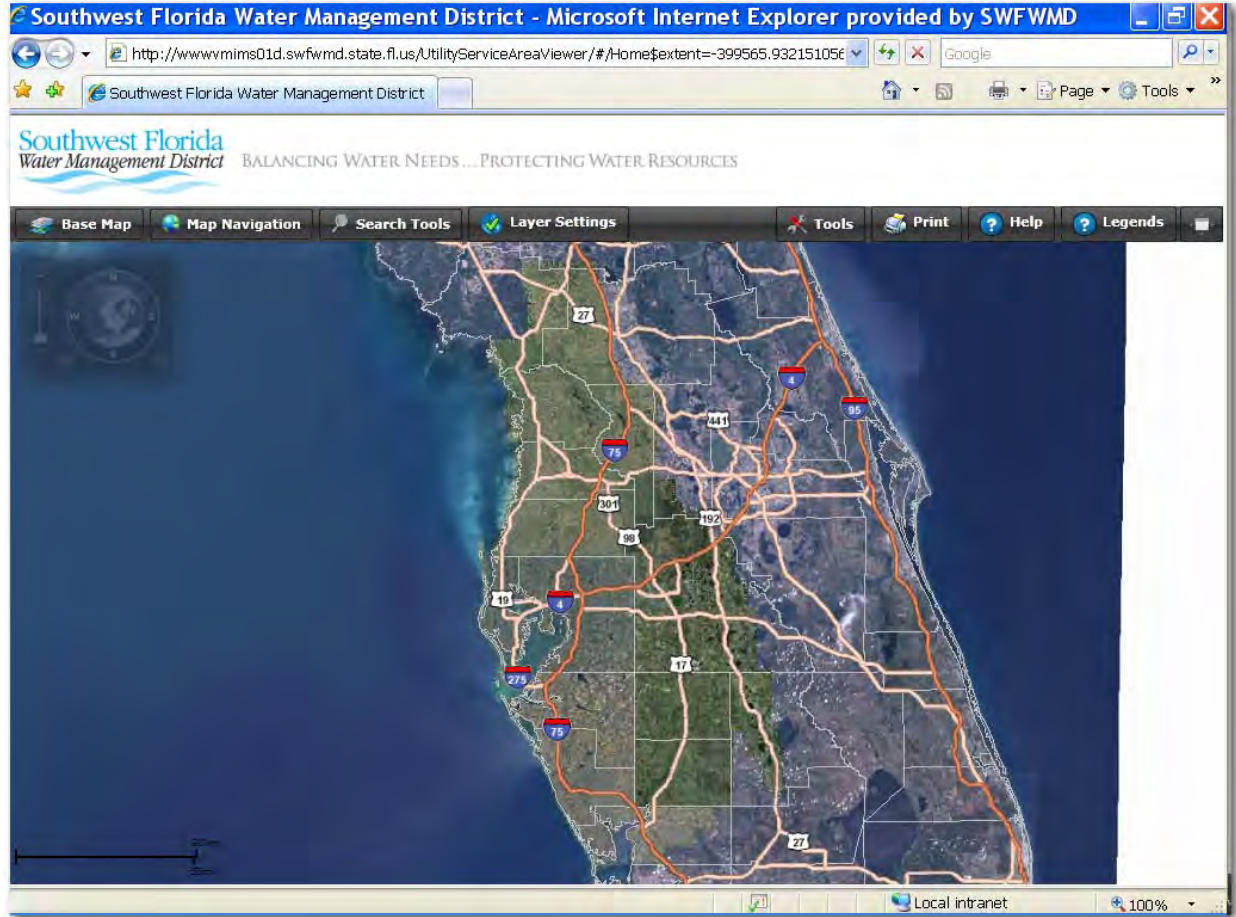 Southwest Florida Water Management District - Microsoft Internet Explorer provided by SWFWMD
http://wwwvmims01d.swfwmd.state.fl.us/UtilityServiceAreaViewer/#/Home$extent=-399565.932151056
Google
Southwest Florida Water Management District
Page
Tools
»
Southwest Florida
Water Management District
BALANCING WATER NEEDS...PROTECTING WATER RESOURCES
Base Map
Map Navigation
Search Tools
Layer Settings
Tools
Print
Help
Legends
N
W
E
S
27
4
95
441
75
301
192
98
19
4
17
275
75
27
Local intranet
100%